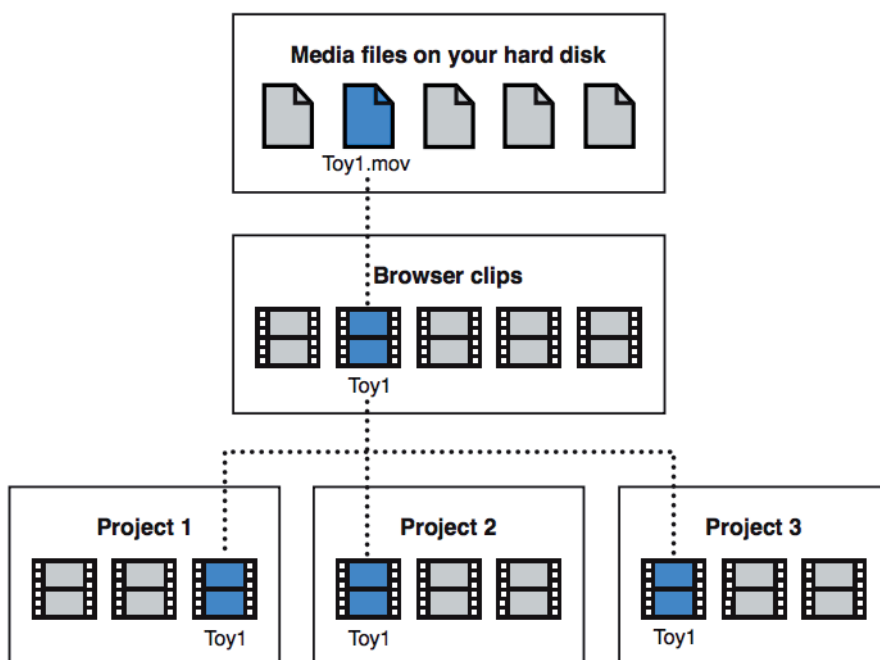 Media files on your hard disk
Toy1.mov
Browser clips
Toy1
Project 1
Project 2
Project 3
Toy1
Toy1
Toy1